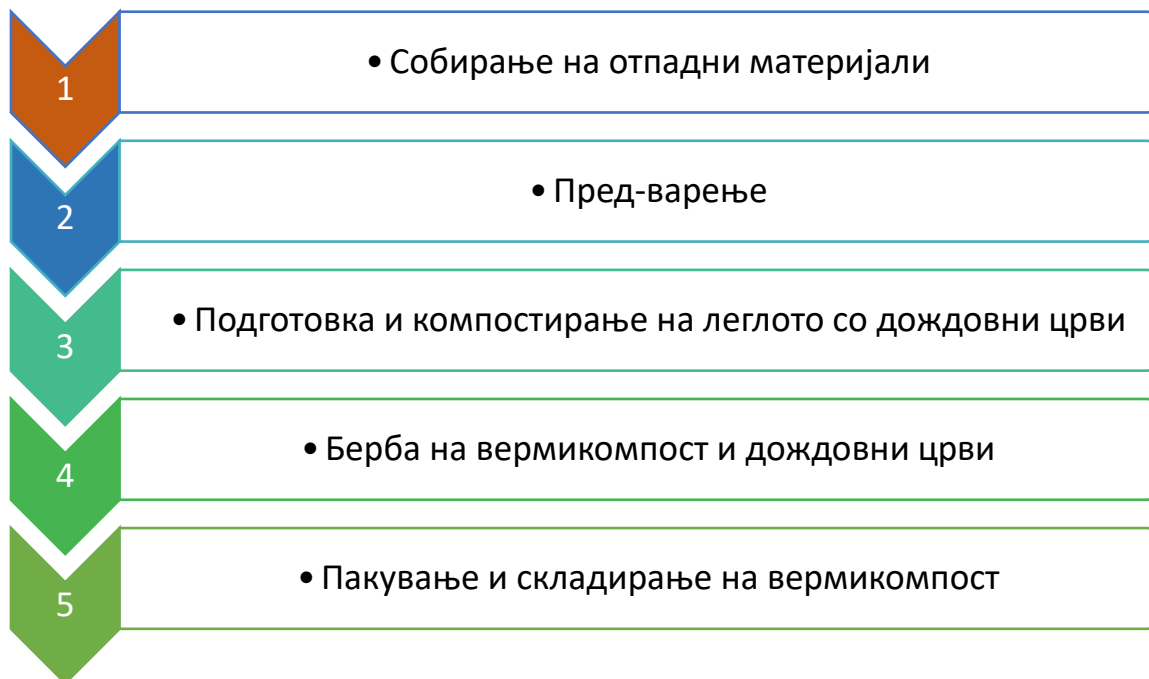 1
• Собирање на отпадни материјали
2
• Пред-варење
3
• Подготовка и компостирање на леглото со дождовни црви
4
• Берба на вермикомпост и дождовни црви
5
• Пакување и складирање на вермикомпост